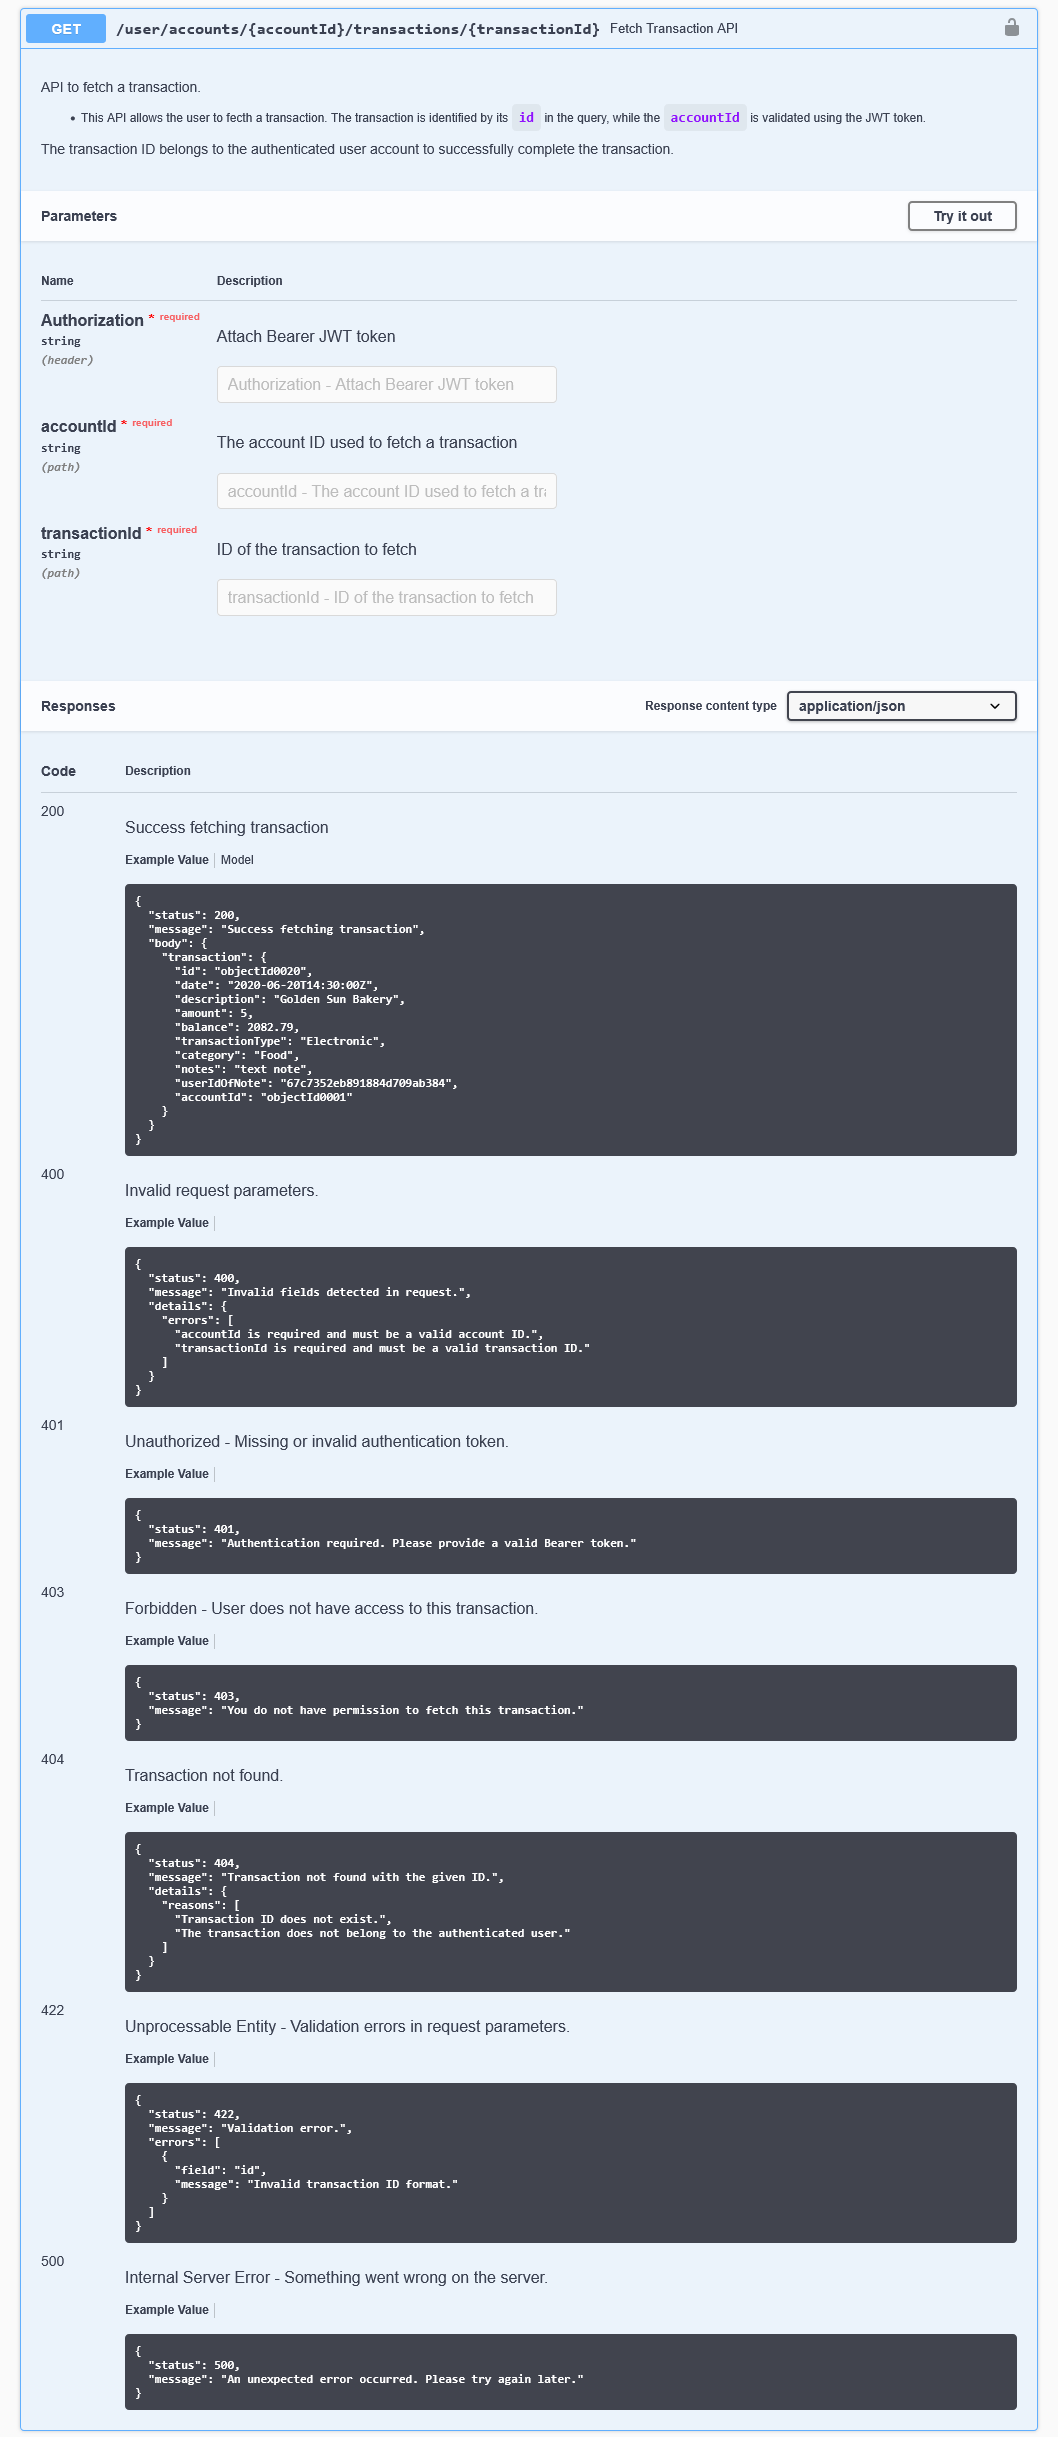 GET /user/accounts/{accountId}/transactions/{transactionId} Fetch Transaction API
API to fetch a transaction.
• This API allows the user to fecth a transaction. The transaction is identified by its id in the query, while the accountId is validated using the JWT token.
The transaction ID belongs to the authenticated user account to successfully complete the transaction.
Parameters Try it out
Name Description
Authorization * required
string
(header)
Attach Bearer JWT token
Authorization - Attach Bearer JWT token
accountId * required
string
(path)
The account ID used to fetch a transaction
accountId - The account ID used to fetch a tra
transactionId * required
string
(path)
ID of the transaction to fetch
transactionId - ID of the transaction to fetch
Responses Response content type application/json
Code Description
200
Success fetching transaction
Example Value Model
{
  "status": 200,
  "message": "Success fetching transaction",
  "body": {
    "transaction": {
      "id": "objectId0020",
      "date": "2020-06-20T14:30:00Z",
      "description": "Golden Sun Bakery",
      "amount": 5,
      "balance": 2082.79,
      "transactionType": "Electronic",
      "category": "Food",
      "notes": "text note",
      "userIdOfNote": "67c7352eb891884d709ab384",
      "accountId": "objectId0001"
    }
  }
}
400
Invalid request parameters.
Example Value
{
  "status": 400,
  "message": "Invalid fields detected in request.",
  "details": {
    "errors": [
      "accountId is required and must be a valid account ID.",
      "transactionId is required and must be a valid transaction ID."
    ]
  }
}
401
Unauthorized - Missing or invalid authentication token.
Example Value
{
  "status": 401,
  "message": "Authentication required. Please provide a valid Bearer token."
}
403
Forbidden - User does not have access to this transaction.
Example Value
{
  "status": 403,
  "message": "You do not have permission to fetch this transaction."
}
404
Transaction not found.
Example Value
{
  "status": 404,
  "message": "Transaction not found with the given ID.",
  "details": {
    "reasons": [
      "Transaction ID does not exist.",
      "The transaction does not belong to the authenticated user."
    ]
  }
}
422
Unprocessable Entity - Validation errors in request parameters.
Example Value
{
  "status": 422,
  "message": "Validation error.",
  "errors": [
    {
      "field": "id",
      "message": "Invalid transaction ID format."
    }
  ]
}
500
Internal Server Error - Something went wrong on the server.
Example Value
{
  "status": 500,
  "message": "An unexpected error occurred. Please try again later."
}